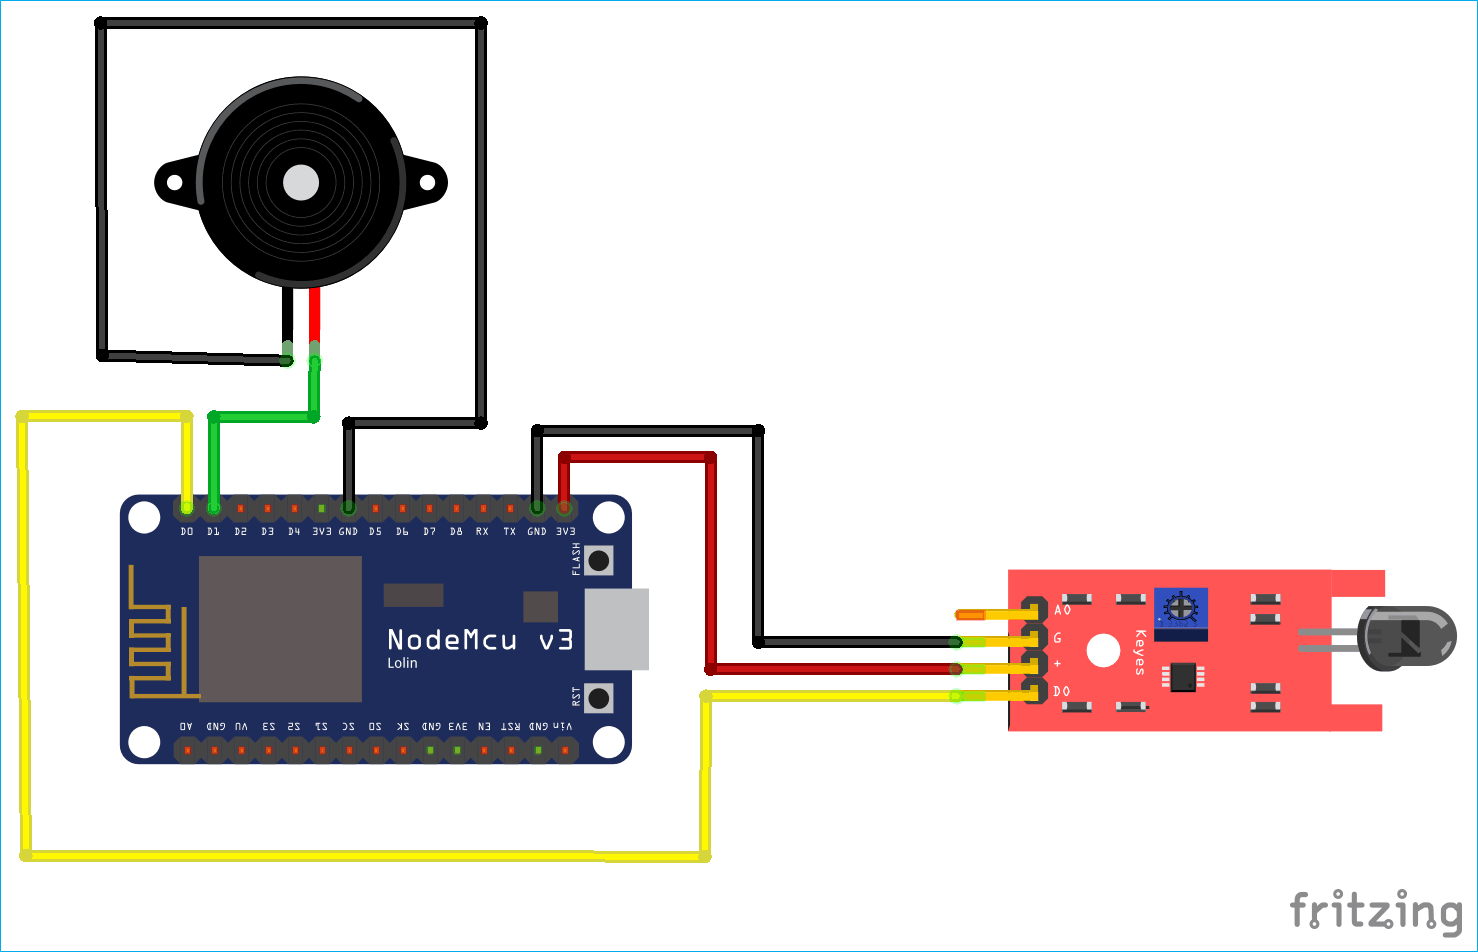 D0 D1 D2 D3 D4 3V3 GND D5 D6 D7 D8 RX TX GND 3V3
FLASH
NodeMcu v3
Lolin
RST
A0 GND VU S3 S2 S1 SC SO SK GND 3V3 EN RST GND Vin
A0
G
+
D0
Keyes
fritzing